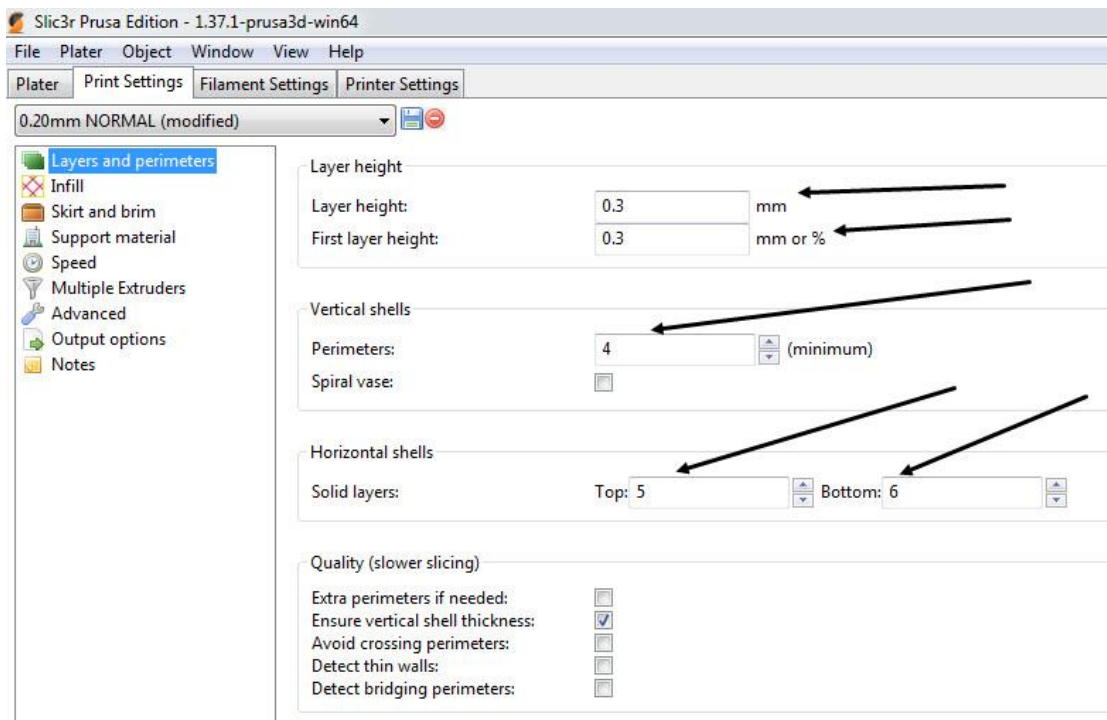 Slic3r Prusa Edition - 1.37.1-prusa3d-win64
File Plater Object Window View Help
Plater Print Settings Filament Settings Printer Settings
0.20mm NORMAL (modified)
Layers and perimeters
Infill
Skirt and brim
Support material
Speed
Multiple Extruders
Advanced
Output options
Notes
Layer height
Layer height: 0.3 mm
First layer height: 0.3 mm or %
Vertical shells
Perimeters: 4 (minimum)
Spiral vase:
Horizontal shells
Solid layers: Top: 5 Bottom: 6
Quality (slower slicing)
Extra perimeters if needed:
Ensure vertical shell thickness:
Avoid crossing perimeters:
Detect thin walls:
Detect bridging perimeters: